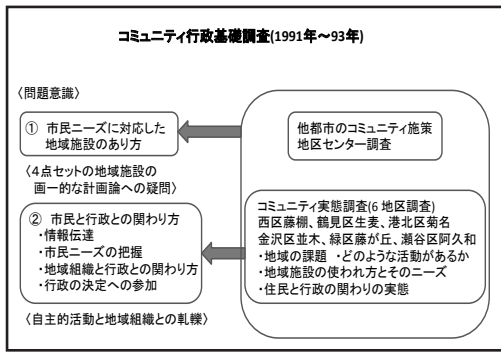 コミュニティ行政基礎調査(1991年～93年)
〈問題意識〉
① 市民ニーズに対応した
地域施設のあり方
〈4点セットの地域施設の
画一的な計画論への疑問〉
② 市民と行政との関わり方
・情報伝達
・市民ニーズの把握
・地域組織と行政との関わり方
・行政の決定への参加
〈自主的活動と地域組織との軋轢〉
他都市のコミュニティ施策
地区センター調査
コミュニティ実態調査(6 地区調査)
西区藤棚、鶴見区生麦、港北区菊名
金沢区並木、緑区藤が丘、瀬谷区阿久和
・地域の課題 ・どのような活動があるか
・地域施設の使われ方とそのニーズ
・住民と行政の関わりの実態